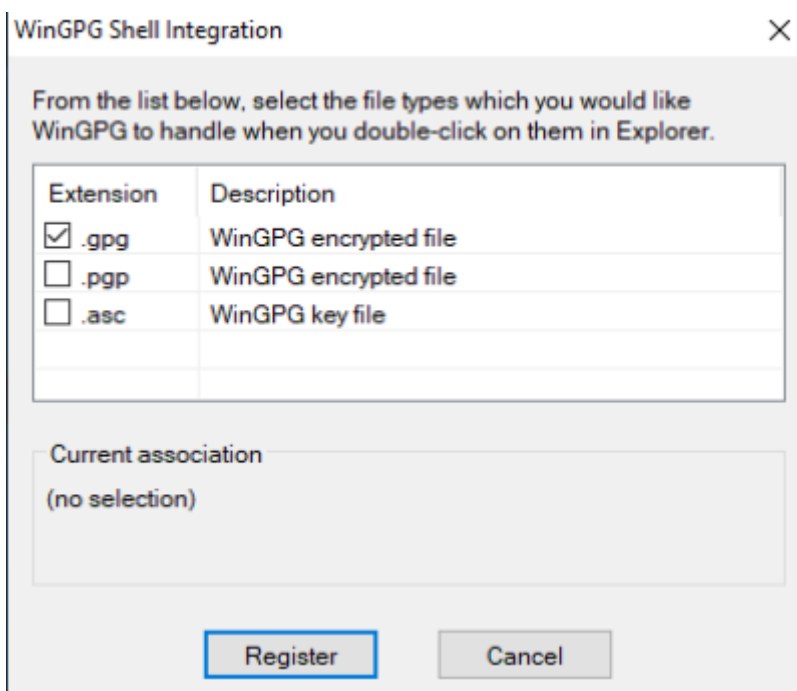 WinGPG Shell Integration
From the list below, select the file types which you would like
WinGPG to handle when you double-click on them in Explorer.
Extension Description
.gpg WinGPG encrypted file
.pgp WinGPG encrypted file
.asc WinGPG key file
Current association
(no selection)
Register Cancel